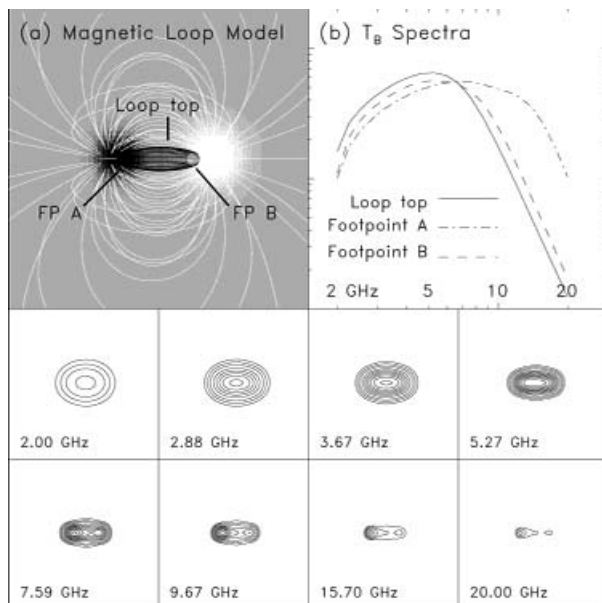 (a) Magnetic Loop Model
Loop top
FP A
FP B
(b) T_B Spectra
Loop top
Footpoint A
Footpoint B
2 GHz 5 10 20
2.00 GHz
2.88 GHz
3.67 GHz
5.27 GHz
7.59 GHz
9.67 GHz
15.70 GHz
20.00 GHz